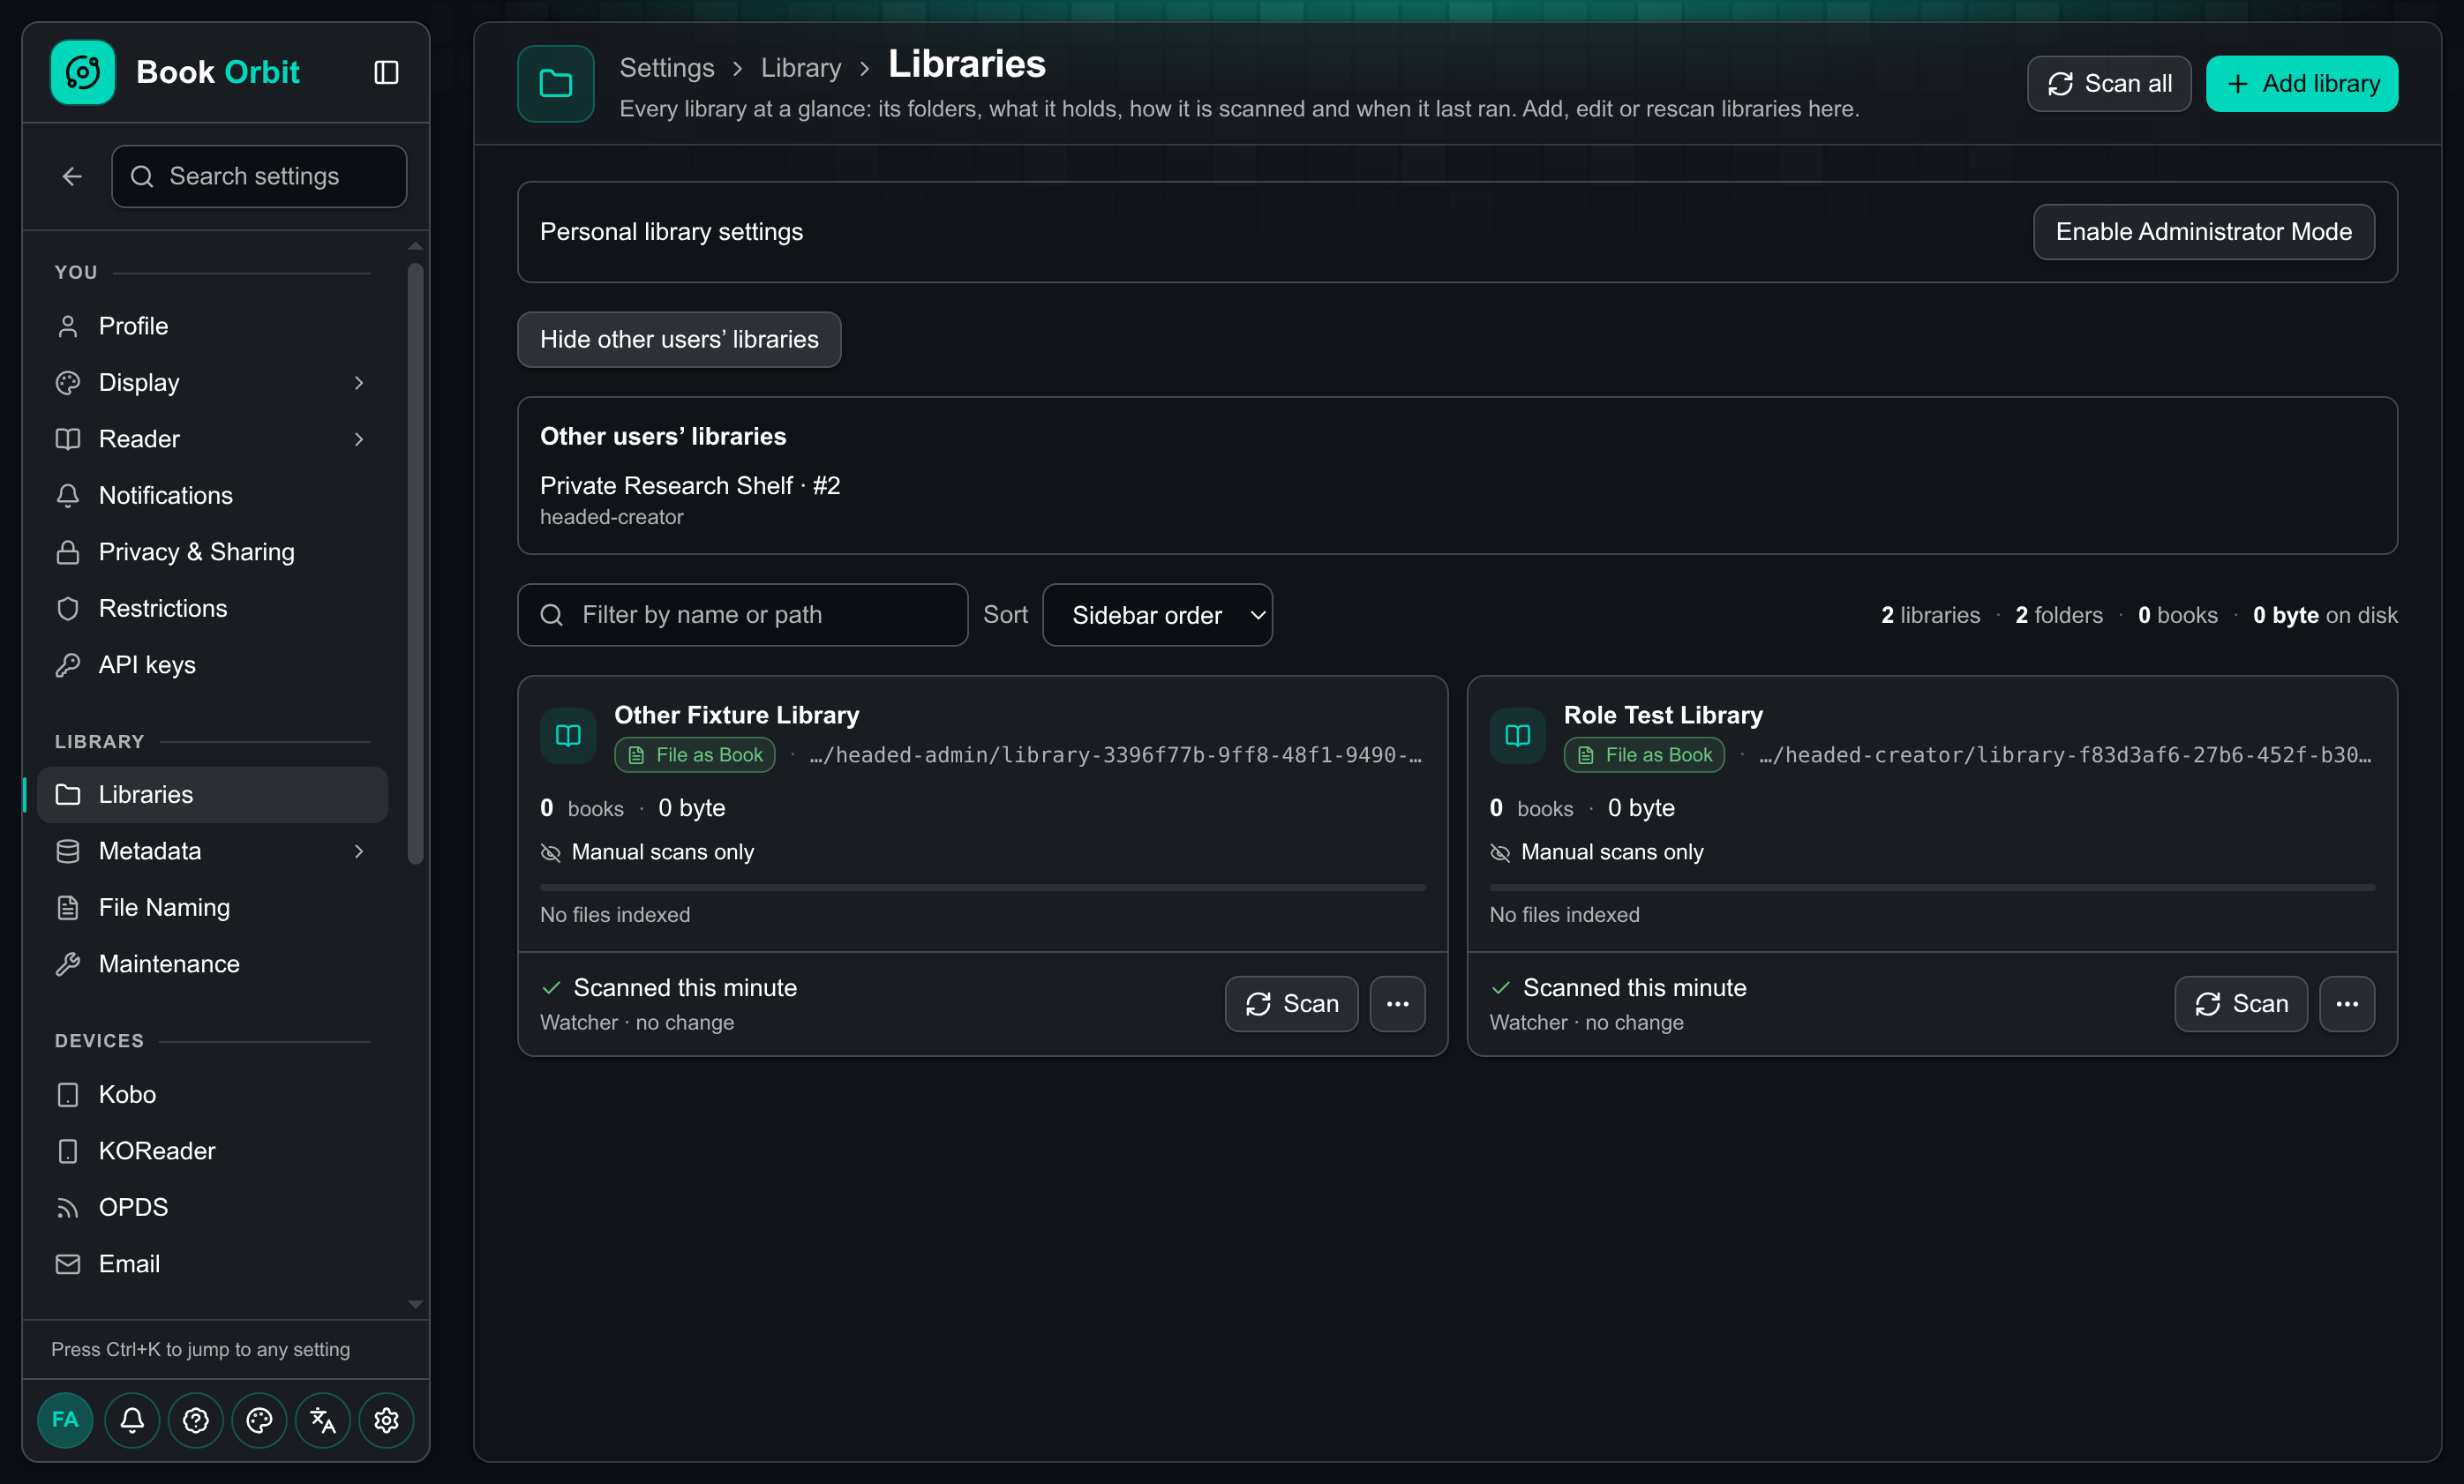 Book Orbit
Search settings
YOU
Profile
Display
Reader
Notifications
Privacy & Sharing
Restrictions
API keys
LIBRARY
Libraries
Metadata
File Naming
Maintenance
DEVICES
Kobo
KOReader
OPDS
Email
Press Ctrl+K to jump to any setting
FA
Settings > Library > Libraries
Every library at a glance: its folders, what it holds, how it is scanned and when it last ran. Add, edit or rescan libraries here.
Scan all
Add library
Personal library settings
Enable Administrator Mode
Hide other users’ libraries
Other users’ libraries
Private Research Shelf · #2
headed-creator
Filter by name or path
Sort
Sidebar order
2 libraries · 2 folders · 0 books · 0 byte on disk
Other Fixture Library
File as Book · …/headed-admin/library-3396f77b-9ff8-48f1-9490-…
0 books · 0 byte
Manual scans only
No files indexed
Scanned this minute
Watcher · no change
Scan
Role Test Library
File as Book · …/headed-creator/library-f83d3af6-27b6-452f-b30…
0 books · 0 byte
Manual scans only
No files indexed
Scanned this minute
Watcher · no change
Scan